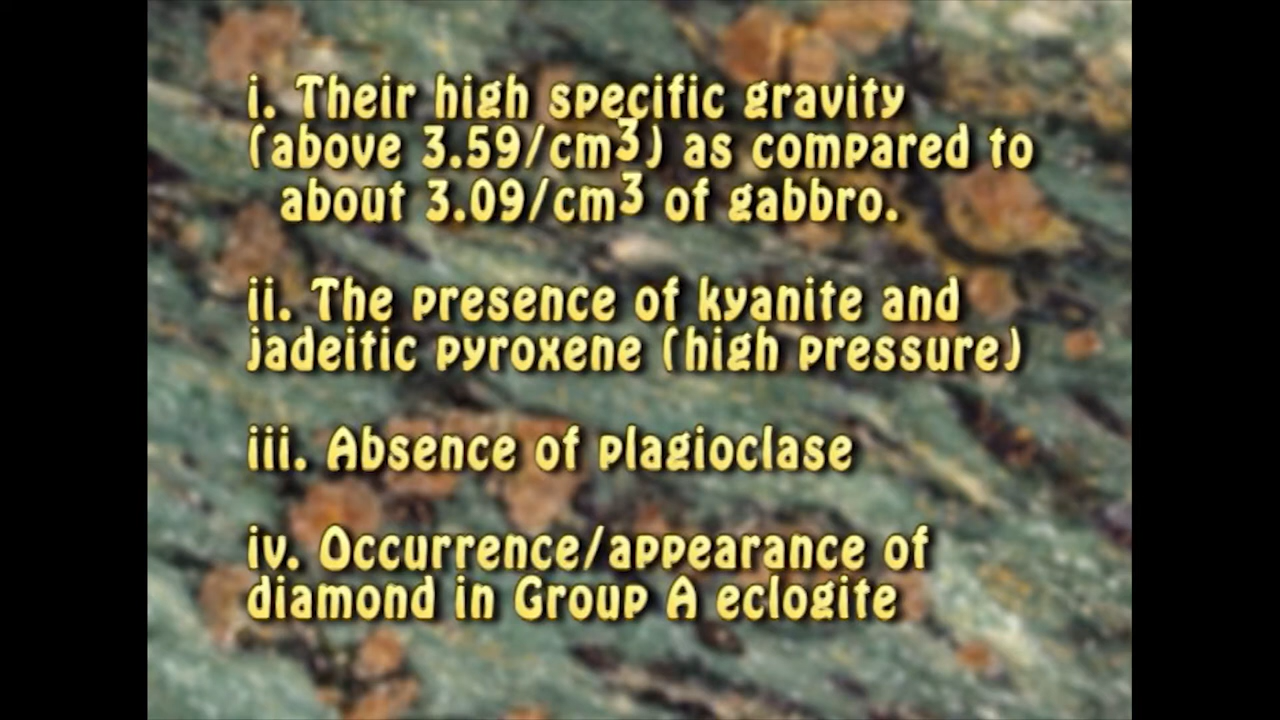 i. Their high specific gravity
(above 3.59/cm³) as compared to
about 3.09/cm³ of gabbro.
ii. The presence of kyanite and
jadeitic pyroxene (high pressure)
iii. Absence of plagioclase
iv. Occurrence/appearance of
diamond in Group A eclogite